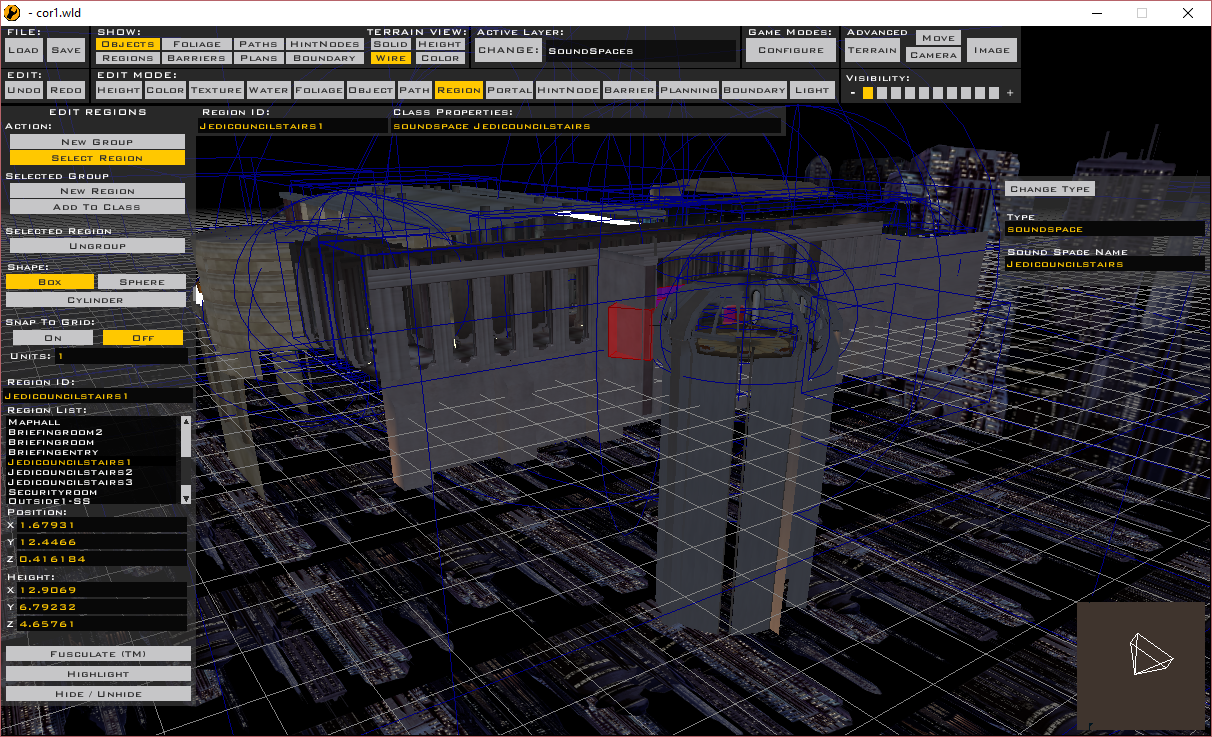 - cor1.wld
FILE: SHOW: TERRAIN VIEW: ACTIVE LAYER: GAME MODES: ADVANCED
LOAD SAVE OBJECTS FOLIAGE PATHS HINTNODES SOLID HEIGHT CHANGE: SOUNDSPACES CONFIGURE TERRAIN MOVE IMAGE
REGIONS BARRIERS PLANS BOUNDARY WIRE COLOR CAMERA
EDIT: EDIT MODE: VISIBILITY:
UNDO REDO HEIGHT COLOR TEXTURE WATER FOLIAGE OBJECT PATH REGION PORTAL HINTNODE BARRIER PLANNING BOUNDARY LIGHT - +
EDIT REGIONS REGION ID: CLASS PROPERTIES:
ACTION: JEDICOUNCILSTAIRS1 SOUNDSPACE JEDICOUNCILSTAIRS
NEW GROUP
SELECT REGION
SELECTED GROUP
NEW REGION
ADD TO CLASS
SELECTED REGION
UNGROUP
SHAPE:
BOX SPHERE
CYLINDER
SNAP TO GRID:
ON OFF
UNITS: 1
REGION ID:
JEDICOUNCILSTAIRS1
REGION LIST:
MAPHALL
BRIEFINGROOM2
BRIEFINGROOM
BRIEFINGENTRY
JEDICOUNCILSTAIRS1
JEDICOUNCILSTAIRS2
JEDICOUNCILSTAIRS3
SECURITYROOM
OUTSIDE1-SS
POSITION:
X 1.67931
Y 12.4466
Z 0.416184
HEIGHT:
X 12.9069
Y 6.79232
Z 4.65761
FUSCULATE (TM)
HIGHLIGHT
HIDE / UNHIDE
CHANGE TYPE
TYPE
SOUNDSPACE
SOUND SPACE NAME
JEDICOUNCILSTAIRS